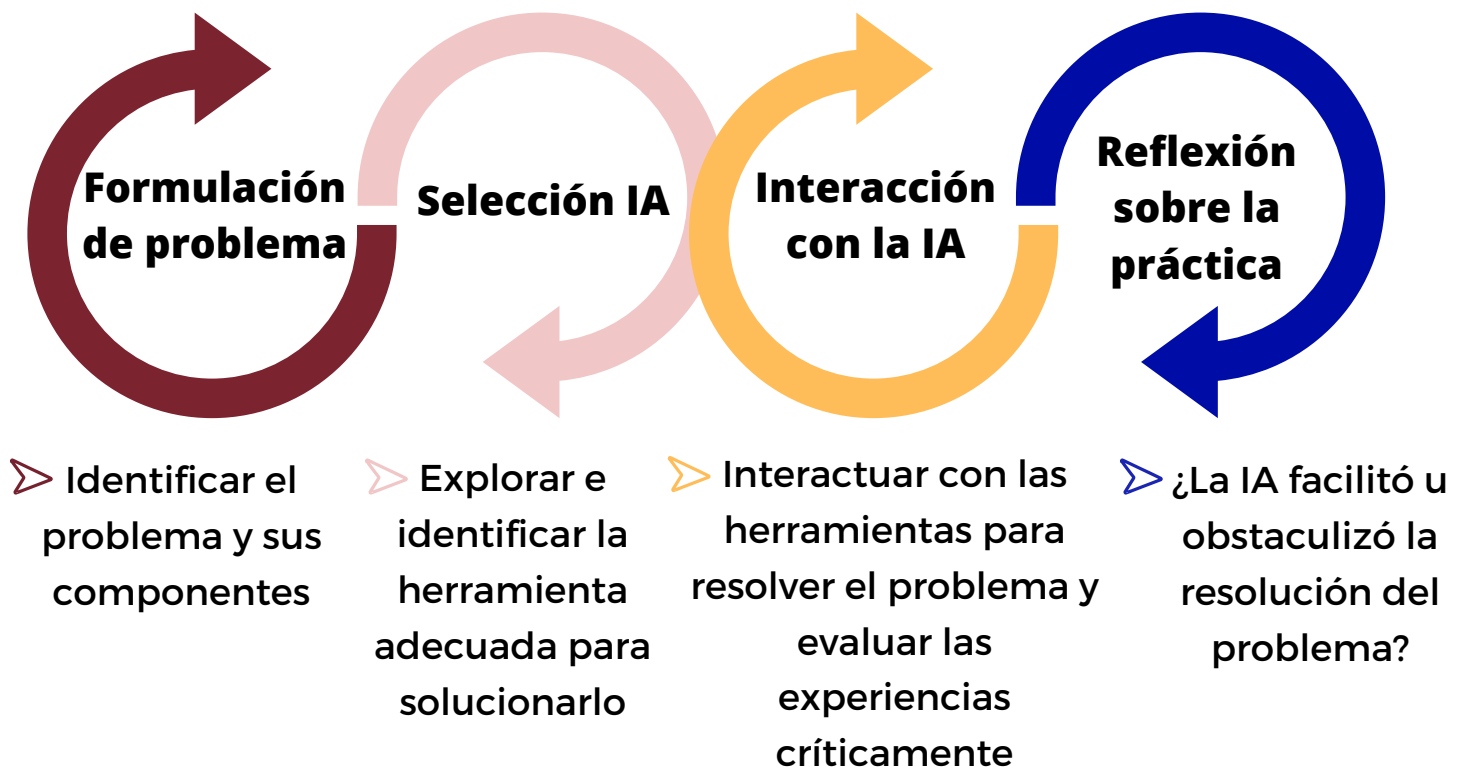 Formulación
de problema
Selección IA
Interacción
con la IA
Reflexión
sobre la
práctica
Identificar el
problema y sus
componentes
Explorar e
identificar la
herramienta
adecuada para
solucionarlo
Interactuar con las
herramientas para
resolver el problema y
evaluar las
experiencias
críticamente
¿La IA facilitó u
obstaculizó la
resolución del
problema?